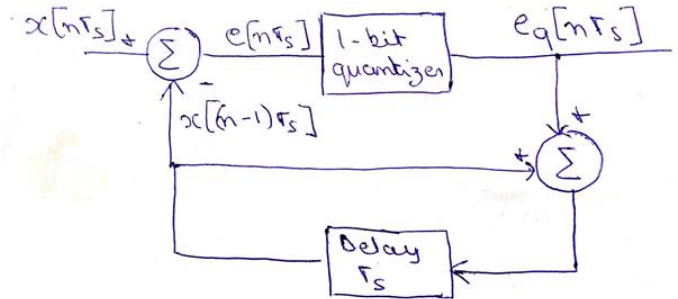 x[nTs] + Σ e[nTs] 1-bit eq[nTs]
quantizer
-
x[(n-1)Ts]
+
+ Σ
Delay
Ts